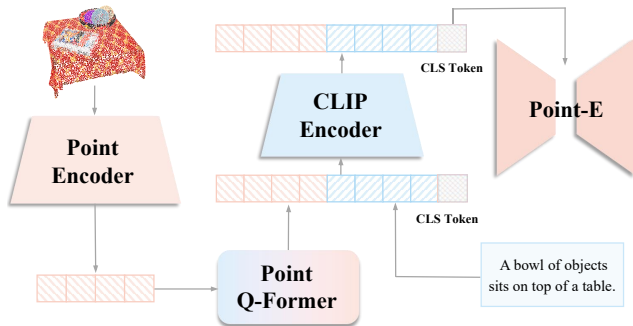 CLS Token
CLIP
Encoder
Point-E
Point
Encoder
CLS Token
Point
Q-Former
A bowl of objects
sits on top of a table.